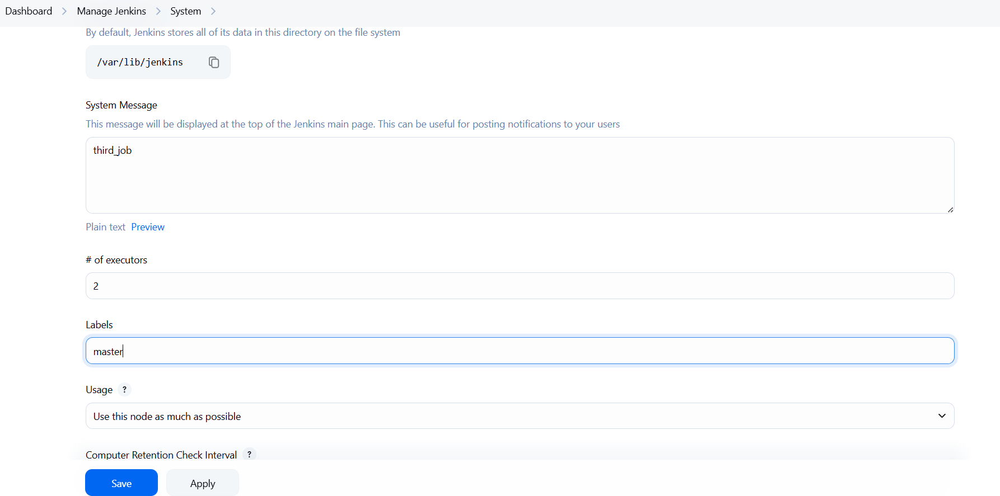 Dashboard > Manage Jenkins > System >
By default, Jenkins stores all of its data in this directory on the file system
/var/lib/jenkins
System Message
This message will be displayed at the top of the Jenkins main page. This can be useful for posting notifications to your users
third_job
Plain text Preview
# of executors
2
Labels
master
Usage ?
Use this node as much as possible
Computer Retention Check Interval ?
Save Apply